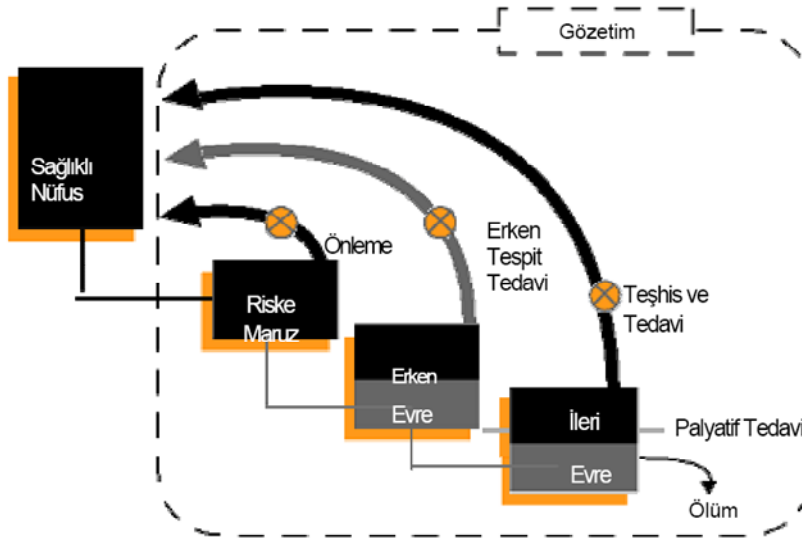 Gözetim
Sağlıklı
Nüfus
Önleme
Erken
Tespit
Tedavi
Riske
Maruz
Teşhis ve
Tedavi
Erken
Evre
İleri
Evre
Palyatif Tedavi
Ölüm